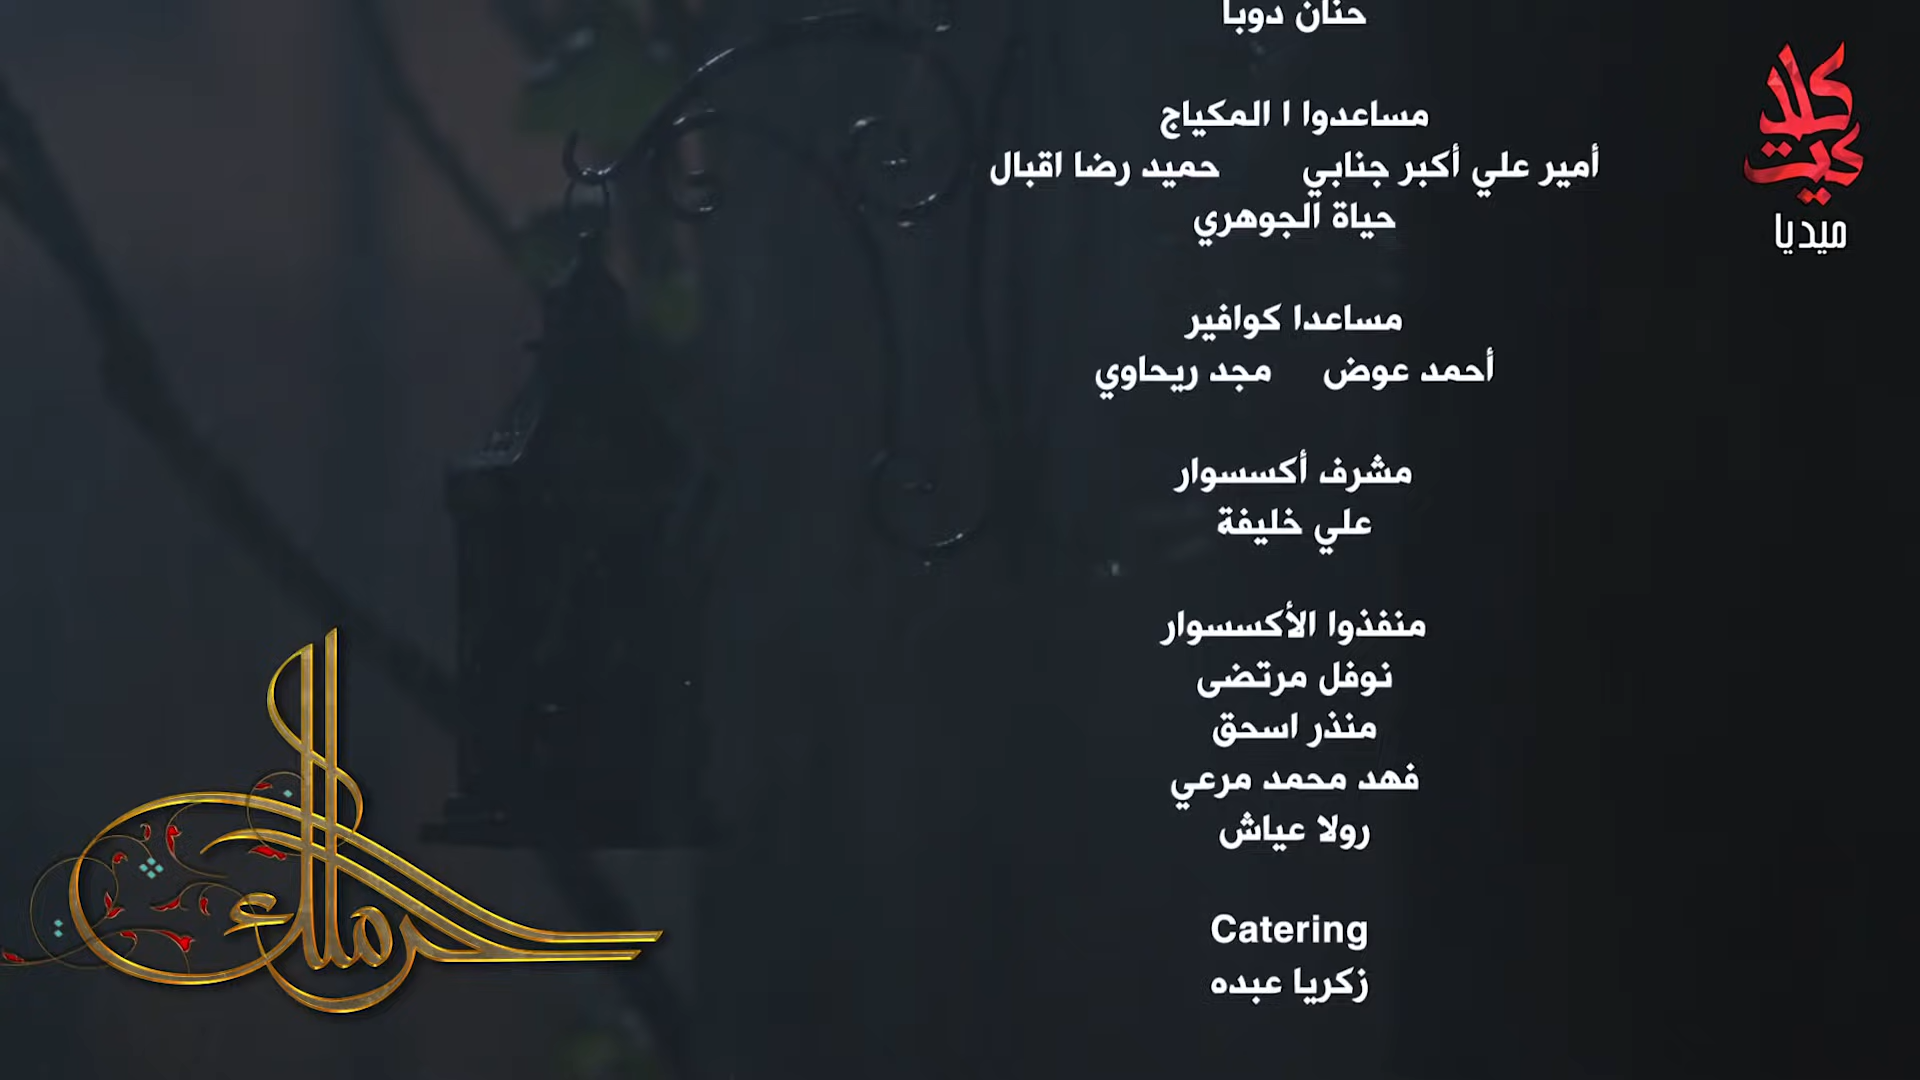 حنان دوبا
كلاكيت
ميديا
مساعدوا ا المكياج
أمير علي أكبر جنابي حميد رضا اقبال
حياة الجوهري
مساعدا كوافير
أحمد عوض مجد ريحاوي
مشرف أكسسوار
علي خليفة
منفذوا الأكسسوار
نوفل مرتضى
منذر اسحق
فهد محمد مرعي
رولا عياش
حرملك
Catering
زكريا عبده